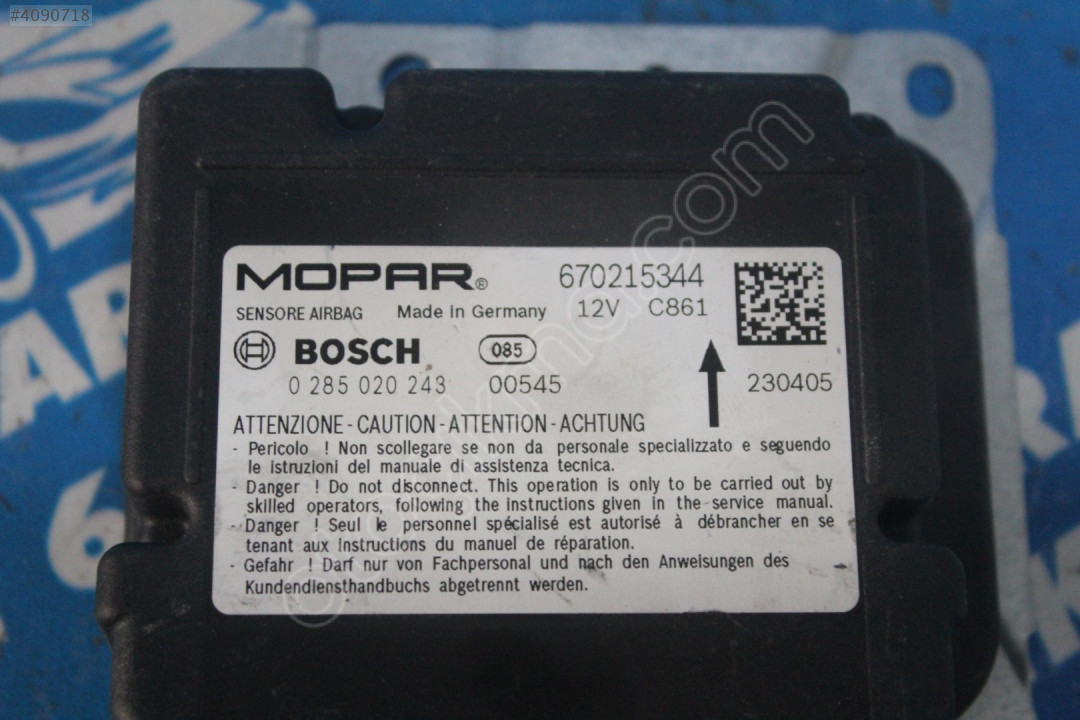 #4090718
MOPAR® 670215344
SENSORE AIRBAG Made in Germany 12V C861
BOSCH 085
0 285 020 243 00545 230405
ATTENZIONE - CAUTION - ATTENTION - ACHTUNG
- Pericolo ! Non scollegare se non da personale specializzato e seguendo
le istruzioni del manuale di assistenza tecnica.
- Danger ! Do not disconnect. This operation is only to be carried out by
skilled operators, following the instructions given in the service manual.
- Danger ! Seul le personnel spécialisé est autorisé à débrancher en se
tenant aux instructions du manuel de réparation.
- Gefahr ! Darf nur von Fachpersonal und nach den Anweisungen des
Kundendiensthandbuchs abgetrennt werden.